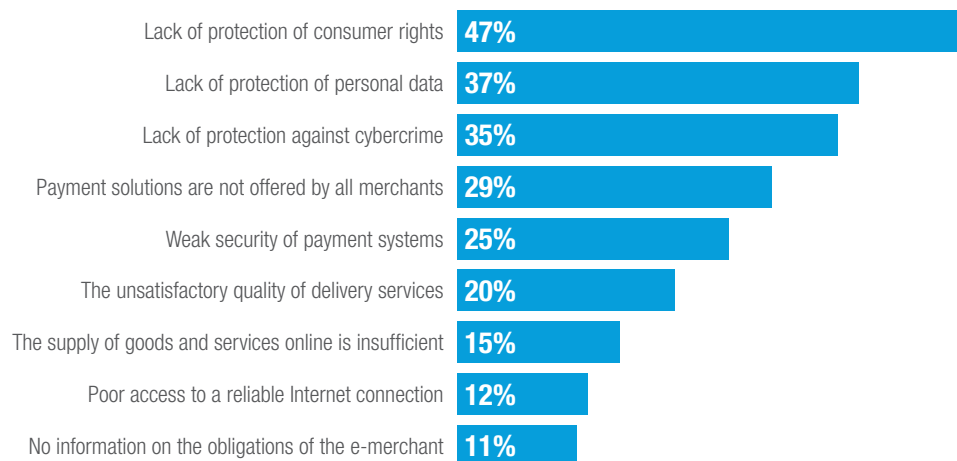 Lack of protection of consumer rights 47%
Lack of protection of personal data 37%
Lack of protection against cybercrime 35%
Payment solutions are not offered by all merchants 29%
Weak security of payment systems 25%
The unsatisfactory quality of delivery services 20%
The supply of goods and services online is insufficient 15%
Poor access to a reliable Internet connection 12%
No information on the obligations of the e-merchant 11%